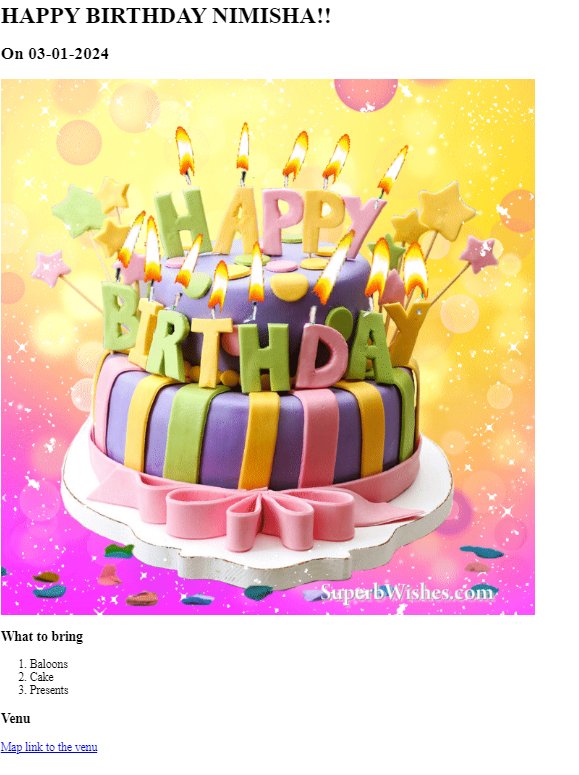 HAPPY BIRTHDAY NIMISHA!!
On 03-01-2024
HAPPY
BIRTHDAY
SuperbWishes.com
What to bring
1. Baloons
2. Cake
3. Presents
Venu
Map link to the venu